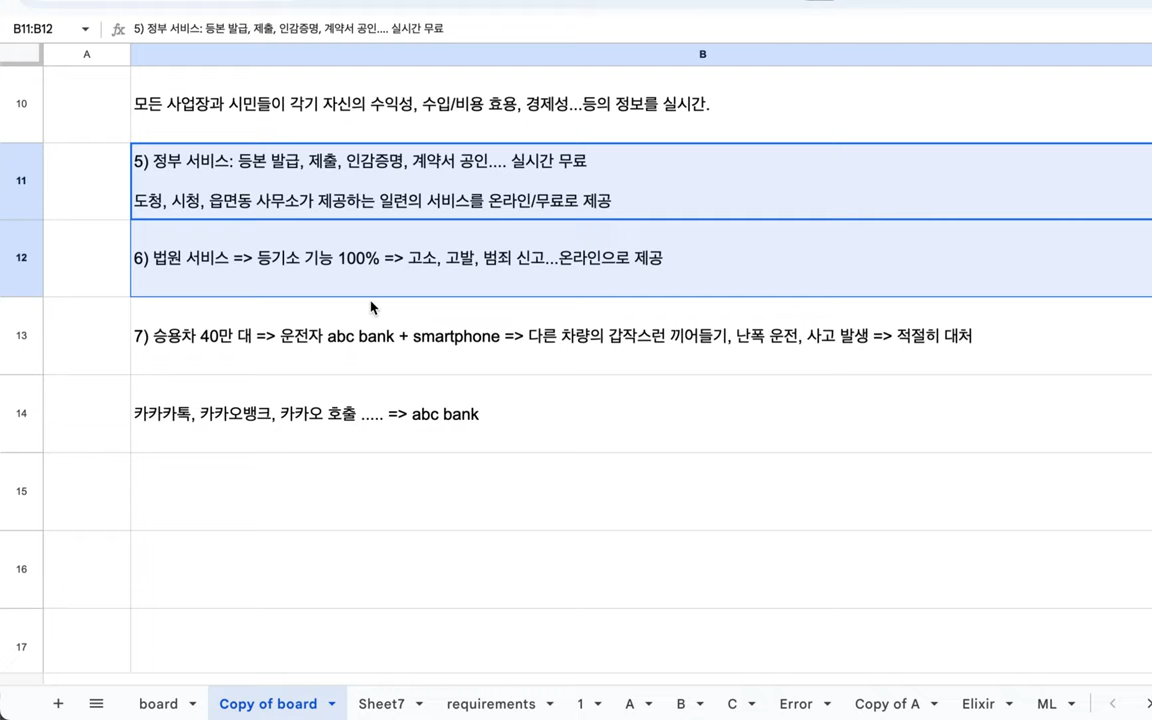 B11:B12
fx 5) 정부 서비스: 등본 발급, 제출, 인감증명, 계약서 공인.... 실시간 무료
A B
10 모든 사업장과 시민들이 각기 자신의 수익성, 수입/비용 효용, 경제성...등의 정보를 실시간.
11 5) 정부 서비스: 등본 발급, 제출, 인감증명, 계약서 공인.... 실시간 무료
도청, 시청, 읍면동 사무소가 제공하는 일련의 서비스를 온라인/무료로 제공
12 6) 법원 서비스 => 등기소 기능 100% => 고소, 고발, 범죄 신고...온라인으로 제공
13 7) 승용차 40만 대 => 운전자 abc bank + smartphone => 다른 차량의 갑작스런 끼어들기, 난폭 운전, 사고 발생 => 적절히 대처
14 카카카톡, 카카오뱅크, 카카오 호출 ..... => abc bank
15
16
17
board Copy of board Sheet7 requirements 1 A B C Error Copy of A Elixir ML